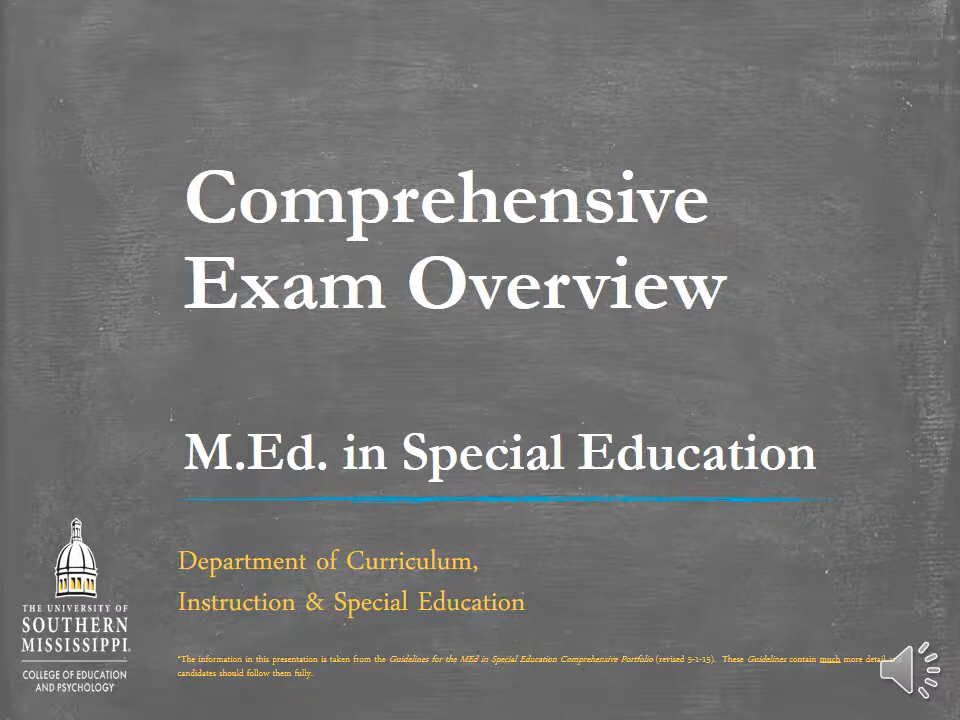 Comprehensive
Exam Overview
M.Ed. in Special Education
Department of Curriculum,
Instruction & Special Education
THE UNIVERSITY OF
SOUTHERN
MISSISSIPPI.
COLLEGE OF EDUCATION
AND PSYCHOLOGY
*The information in this presentation is taken from the Guidelines for the MEd in Special Education Comprehensive Portfolio (revised 5-1-15). These Guidelines contain much more detail and
candidates should follow them fully.